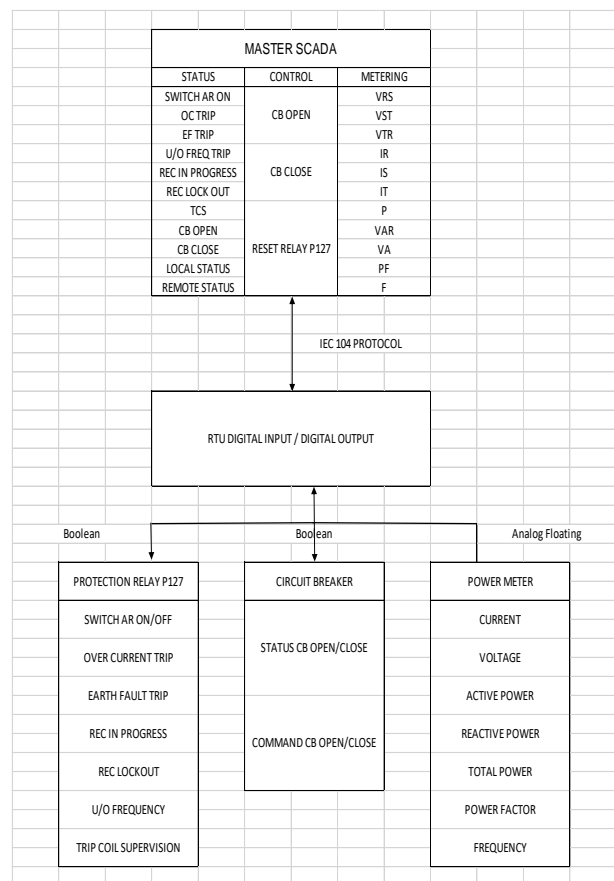 MASTER SCADA
STATUS CONTROL METERING
SWITCH AR ON VRS
OC TRIP CB OPEN VST
EF TRIP VTR
U/O FREQ TRIP IR
REC IN PROGRESS CB CLOSE IS
REC LOCK OUT IT
TCS P
CB OPEN VAR
CB CLOSE RESET RELAY P127 VA
LOCAL STATUS PF
REMOTE STATUS F
IEC 104 PROTOCOL
RTU DIGITAL INPUT / DIGITAL OUTPUT
Boolean Boolean Analog Floating
PROTECTION RELAY P127 CIRCUIT BREAKER POWER METER
SWITCH AR ON/OFF CURRENT
STATUS CB OPEN/CLOSE
OVER CURRENT TRIP VOLTAGE
EARTH FAULT TRIP ACTIVE POWER
REC IN PROGRESS REACTIVE POWER
COMMAND CB OPEN/CLOSE
REC LOCKOUT TOTAL POWER
U/O FREQUENCY POWER FACTOR
TRIP COIL SUPERVISION FREQUENCY